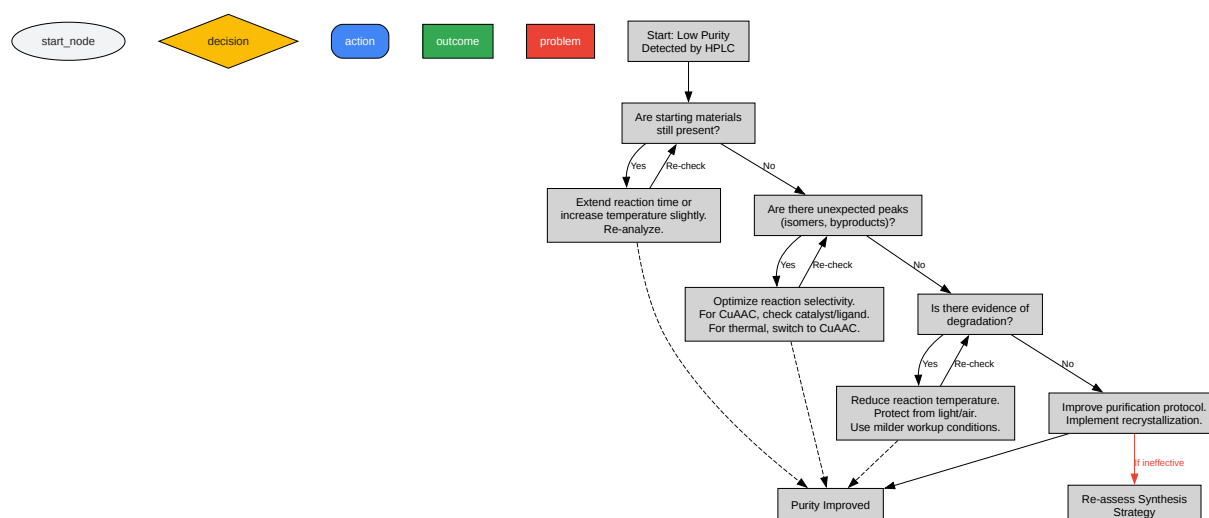 start_node
decision
action
outcome
problem
Start: Low Purity
Detected by HPLC
Are starting materials
still present?
Yes
Re-check
No
Extend reaction time or
increase temperature slightly.
Re-analyze.
Are there unexpected peaks
(isomers, byproducts)?
Yes
Re-check
No
Optimize reaction selectivity.
For CuAAC, check catalyst/ligand.
For thermal, switch to CuAAC.
Is there evidence of
degradation?
Yes
Re-check
No
Reduce reaction temperature.
Protect from light/air.
Use milder workup conditions.
Improve purification protocol.
Implement recrystallization.
If ineffective
Purity Improved
Re-assess Synthesis
Strategy